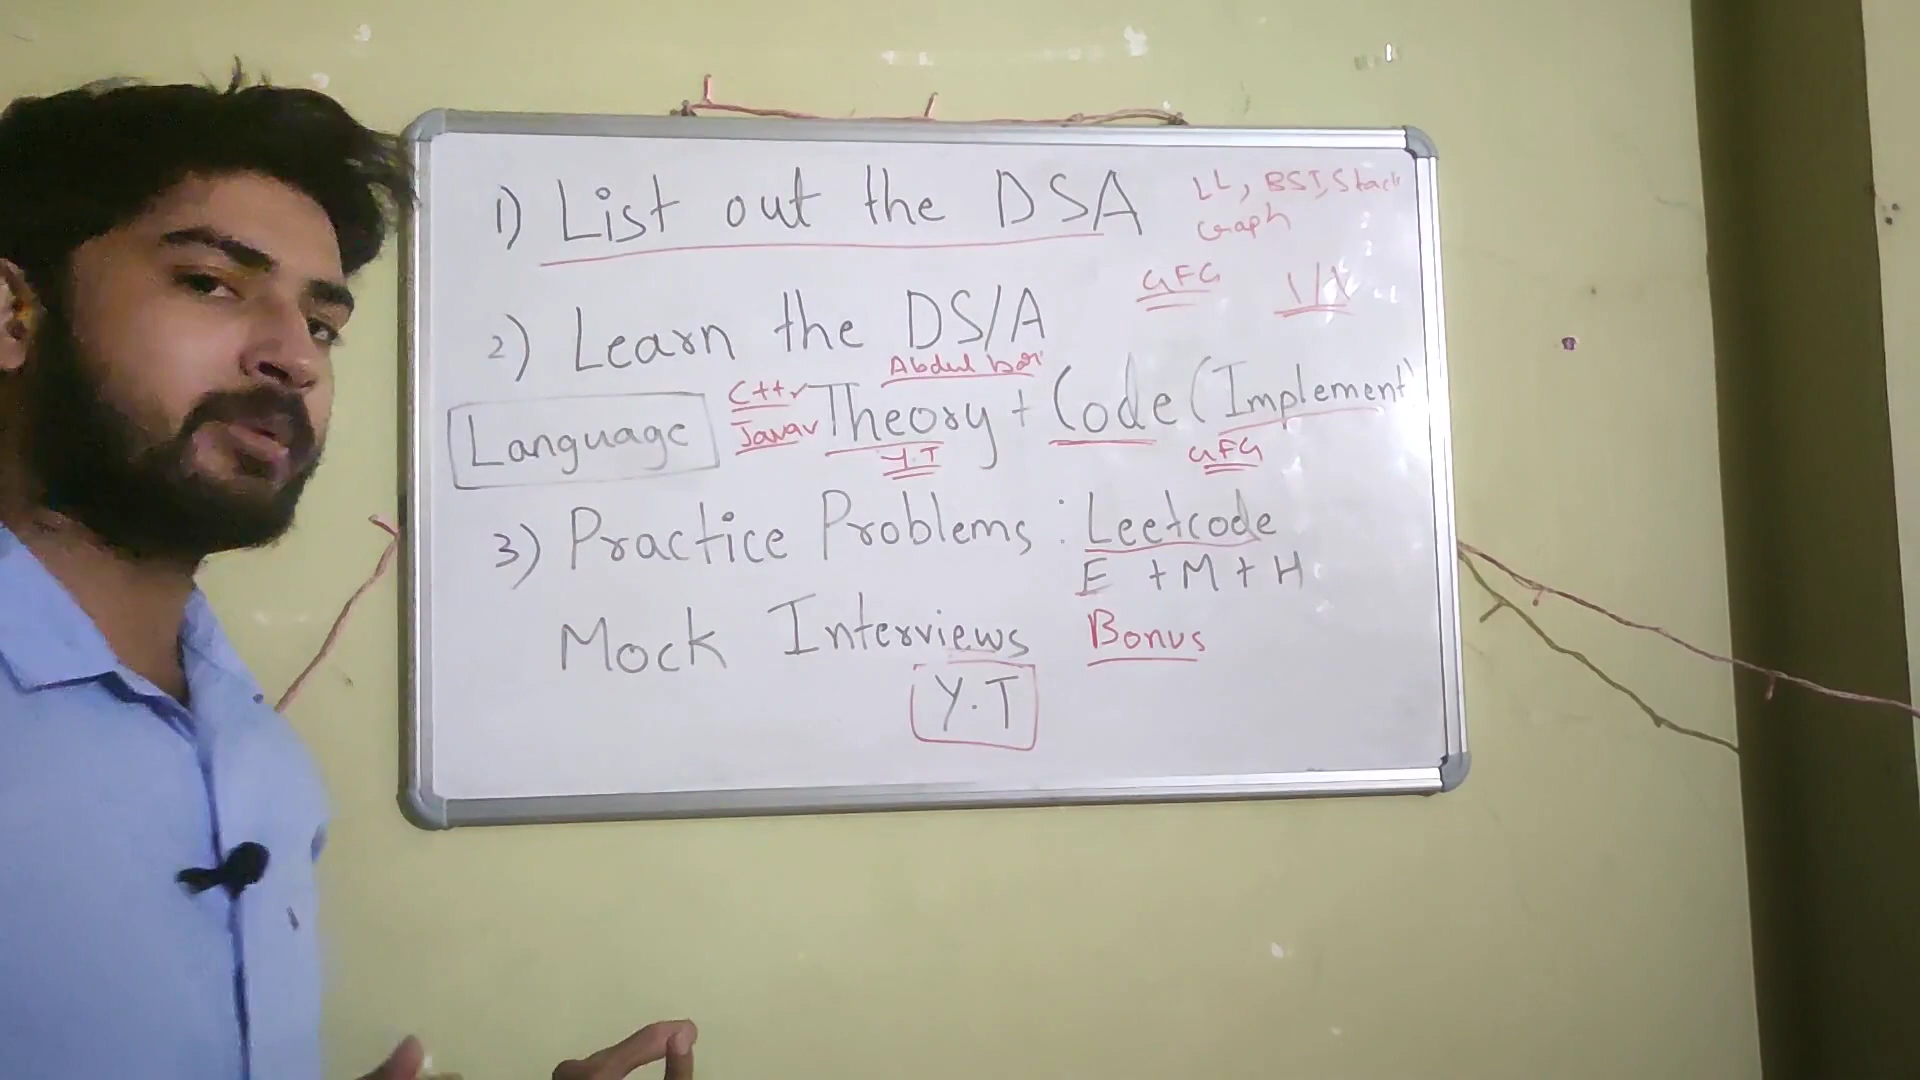 1) List out the DSA LL, BST, Stack
Graph
GFG
2) Learn the DS/A
Abdul bari
C++ Theory + Code (Implement)
Language Java
Y.T GFG
3) Practice Problems : Leetcode
E + M + H
Mock Interviews Bonus
Y.T